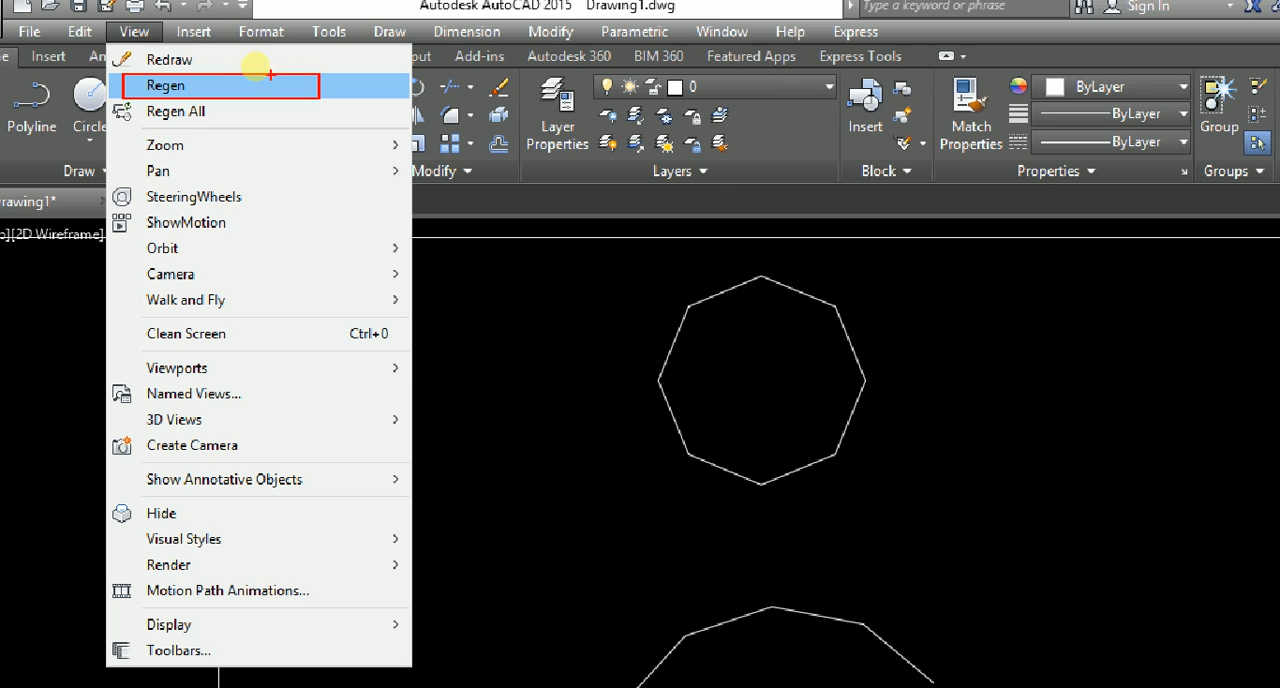 Autodesk AutoCAD 2015 Drawing1.dwg
Type a keyword or phrase
Sign In
File Edit View Insert Format Tools Draw Dimension Modify Parametric Window Help Express
Insert
Add-ins Autodesk 360 BIM 360 Featured Apps Express Tools
Polyline
Draw
Modify
Layer
Properties
0
Layers
Insert
Block
Match
Properties
ByLayer
ByLayer
ByLayer
Properties
Group
Groups
rawing1*
][2D Wireframe]
Redraw
Regen
Regen All
Zoom
Pan
SteeringWheels
ShowMotion
Orbit
Camera
Walk and Fly
Clean Screen Ctrl+0
Viewports
Named Views...
3D Views
Create Camera
Show Annotative Objects
Hide
Visual Styles
Render
Motion Path Animations...
Display
Toolbars...